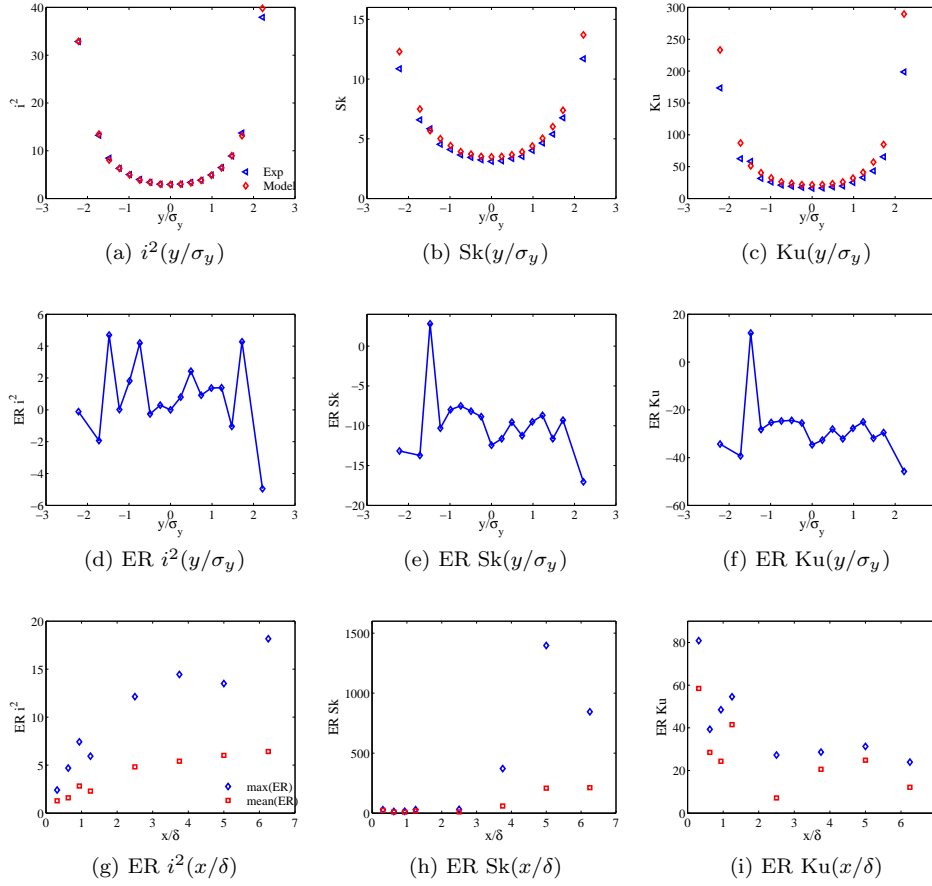 40
30
20
10
0
i²
−3 −2 −1 0 1 2 3
y/σy
Exp
Model
(a) i²(y/σy)
15
10
5
0
Sk
−3 −2 −1 0 1 2 3
y/σy
(b) Sk(y/σy)
300
250
200
150
100
50
0
Ku
−3 −2 −1 0 1 2 3
y/σy
(c) Ku(y/σy)
6
4
2
0
−2
−4
−6
ER i²
−3 −2 −1 0 1 2 3
y/σy
(d) ER i²(y/σy)
5
0
−5
−10
−15
−20
ER Sk
−3 −2 −1 0 1 2 3
y/σy
(e) ER Sk(y/σy)
20
0
−20
−40
−60
ER Ku
−3 −2 −1 0 1 2 3
y/σy
(f) ER Ku(y/σy)
20
15
10
5
0
ER i²
0 1 2 3 4 5 6 7
x/δ
max(ER)
mean(ER)
(g) ER i²(x/δ)
1500
1000
500
0
ER Sk
0 1 2 3 4 5 6 7
x/δ
(h) ER Sk(x/δ)
80
60
40
20
0
ER Ku
0 1 2 3 4 5 6
x/δ
(i) ER Ku(x/δ)